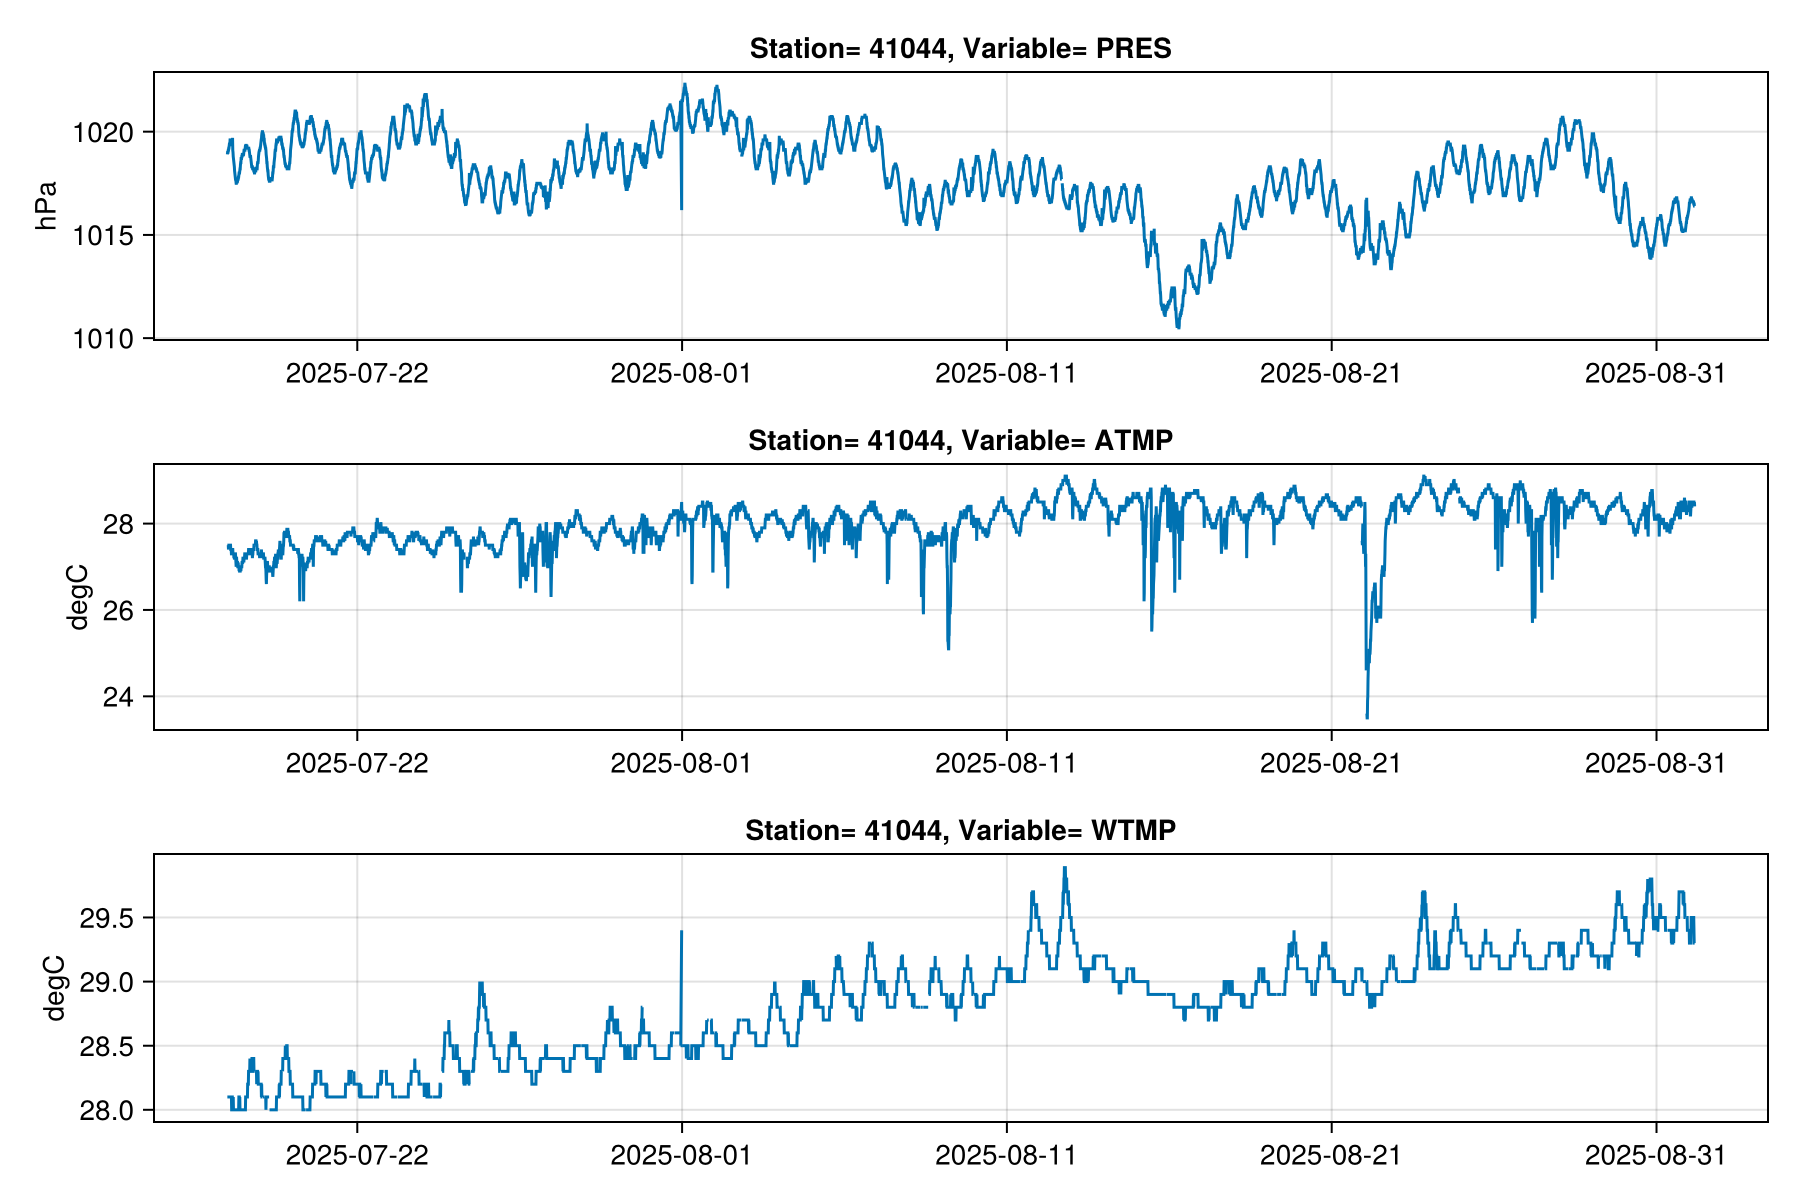 Station= 41044, Variable= PRES
hPa
1020
1015
1010
2025-07-22 2025-08-01 2025-08-11 2025-08-21 2025-08-31
Station= 41044, Variable= ATMP
degC
28
26
24
2025-07-22 2025-08-01 2025-08-11 2025-08-21 2025-08-31
Station= 41044, Variable= WTMP
degC
29.5
29.0
28.5
28.0
2025-07-22 2025-08-01 2025-08-11 2025-08-21 2025-08-31